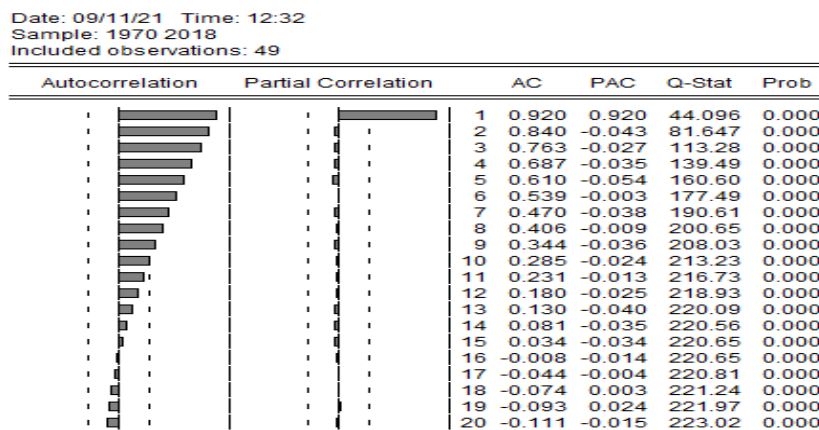 Date: 09/11/21 Time: 12:32
Sample: 1970 2018
Included observations: 49
Autocorrelation Partial Correlation AC PAC Q-Stat Prob
1 0.920 0.920 44.096 0.000
2 0.840 -0.043 81.647 0.000
3 0.763 -0.027 113.28 0.000
4 0.687 -0.035 139.49 0.000
5 0.610 -0.054 160.60 0.000
6 0.539 -0.003 177.49 0.000
7 0.470 -0.038 190.61 0.000
8 0.406 -0.009 200.65 0.000
9 0.344 -0.036 208.03 0.000
10 0.285 -0.024 213.23 0.000
11 0.231 -0.013 216.73 0.000
12 0.180 -0.025 218.93 0.000
13 0.130 -0.040 220.09 0.000
14 0.081 -0.035 220.56 0.000
15 0.034 -0.034 220.65 0.000
16 -0.008 -0.014 220.65 0.000
17 -0.044 -0.004 220.81 0.000
18 -0.074 0.003 221.24 0.000
19 -0.093 0.024 221.97 0.000
20 -0.111 -0.015 223.02 0.000